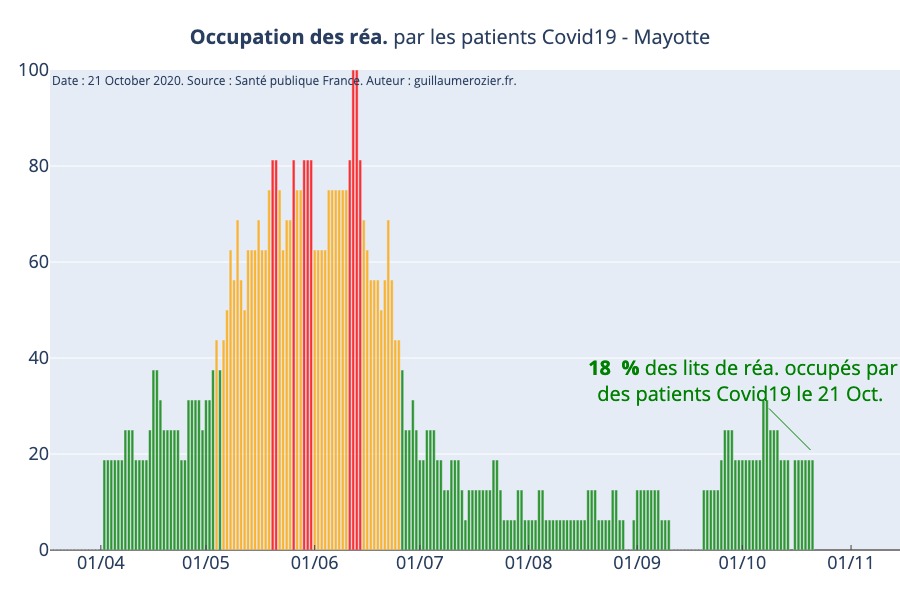 Occupation des réa. par les patients Covid19 - Mayotte
100
Date : 21 October 2020. Source : Santé publique France. Auteur : guillaumerozier.fr.
80
60
40
18  % des lits de réa. occupés par
des patients Covid19 le 21 Oct.
20
0
01/04 01/05 01/06 01/07 01/08 01/09 01/10 01/11